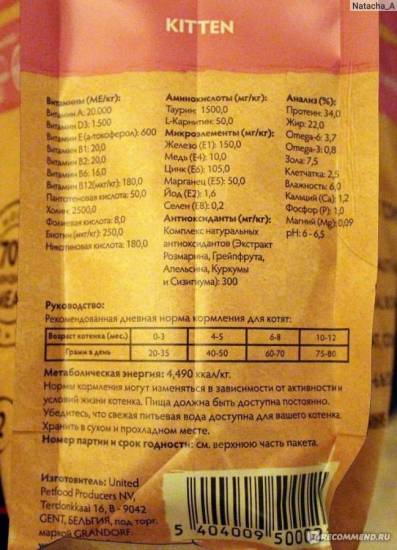 Natacha_A
KITTEN
Витамины (МЕ/кг):
Витамин A: 20.000
Витамин D3: 1.500
Витамин E (a-токоферол): 600
Витамин B1: 20,0
Витамин B2: 20,0
Витамин B6: 16,0
Витамин B12(мкг/кг): 180,0
Пантотеновая кислота: 50,0
Холин: 2500,0
Фолиевая кислота: 8,0
Биотин (мкг/кг): 250,0
Никотиновая кислота: 180,0
Аминокислоты (мг/кг):
Таурин: 1500,0
L-Карнитин: 50,0
Микроэлементы (мг/кг):
Железо (E1): 150,0
Медь (E4): 10,0
Цинк (E6): 105,0
Марганец (E5): 50,0
Йод (E2): 1,6
Селен (E8): 0,2
Антиоксиданты (мг/кг):
Комплекс натуральных
антиоксидантов (Экстракт
Розмарина, Грейпфрута,
Апельсина, Куркумы
и Сизигиума): 300
Анализ (%):
Протеин: 34,0
Жир: 22,0
Omega-6: 3,7
Omega-3: 0,8
Зола: 7,5
Клетчатка: 2,5
Влажность: 6,0
Кальций (Ca): 1,2
Фосфор (P): 1,0
Магний (Mg): 0,09
pH: 6 - 6,5
Руководство:
Рекомендованная дневная норма кормления для котят:
Возраст котенка (мес.) 0-3 4-5 6-8 10-12
Грамм в день 20-35 40-50 60-70 75-80
Метаболическая энергия: 4,490 ккал/кг.
Нормы кормления могут изменяться в зависимости от активности и
условий жизни котенка. Пища должна быть доступна постоянно.
Убедитесь, что свежая питьевая вода доступна для вашего котенка.
Хранить в сухом и прохладном месте.
Номер партии и срок годности: см. верхнюю часть пакета.
Изготовитель: United
Petfood Producers NV,
Terdonkkaai 16, B - 9042
GENT, БЕЛЬГИЯ, под торг.
маркой GRANDORF.
5 404009 50007
IRECOMMEND.RU